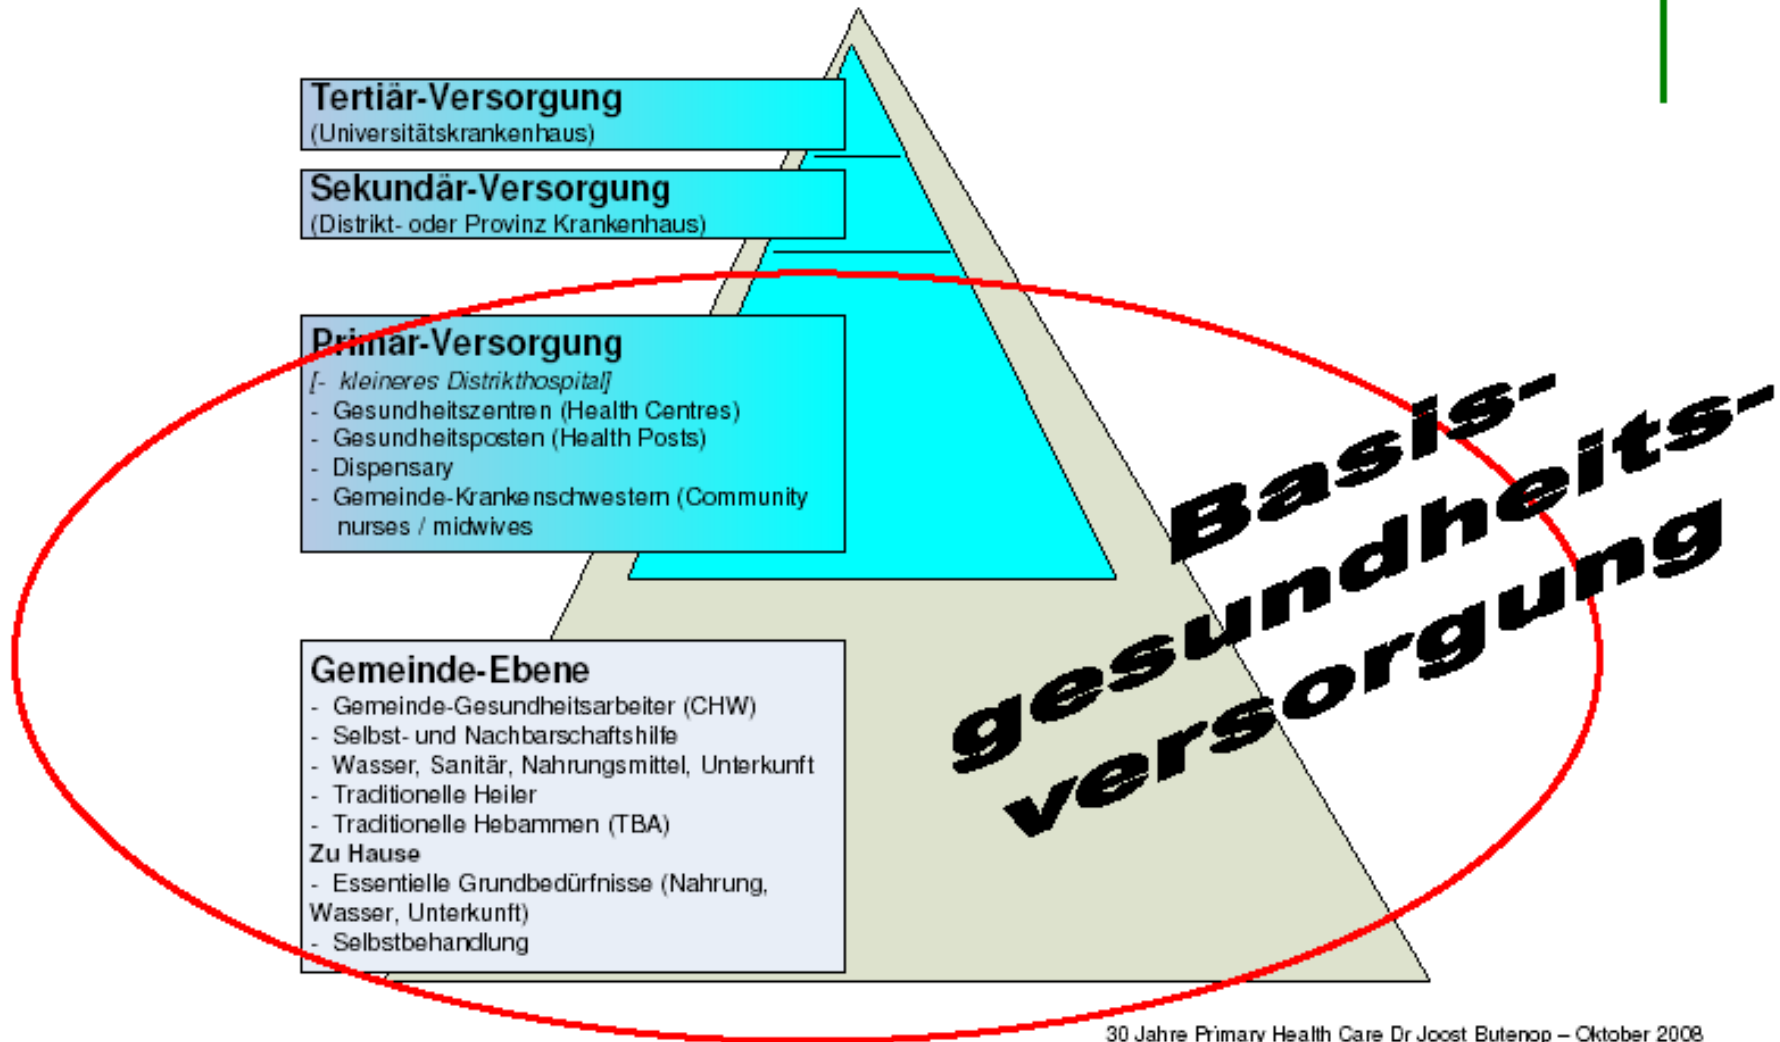 Tertiär-Versorgung
(Universitätskrankenhaus)
Sekundär-Versorgung
(Distrikt- oder Provinz Krankenhaus)
Primär-Versorgung
[- kleineres Distrikthospital]
- Gesundheitszentren (Health Centres)
- Gesundheitsposten (Health Posts)
- Dispensary
- Gemeinde-Krankenschwestern (Community
nurses / midwives
Gemeinde-Ebene
- Gemeinde-Gesundheitsarbeiter (CHW)
- Selbst- und Nachbarschaftshilfe
- Wasser, Sanitär, Nahrungsmittel, Unterkunft
- Traditionelle Heiler
- Traditionelle Hebammen (TBA)
Zu Hause
- Essentielle Grundbedürfnisse (Nahrung,
Wasser, Unterkunft)
- Selbstbehandlung
Basis-
gesundheits-
versorgung
30 Jahre Primary Health Care Dr Joost Butenop – Oktober 2008